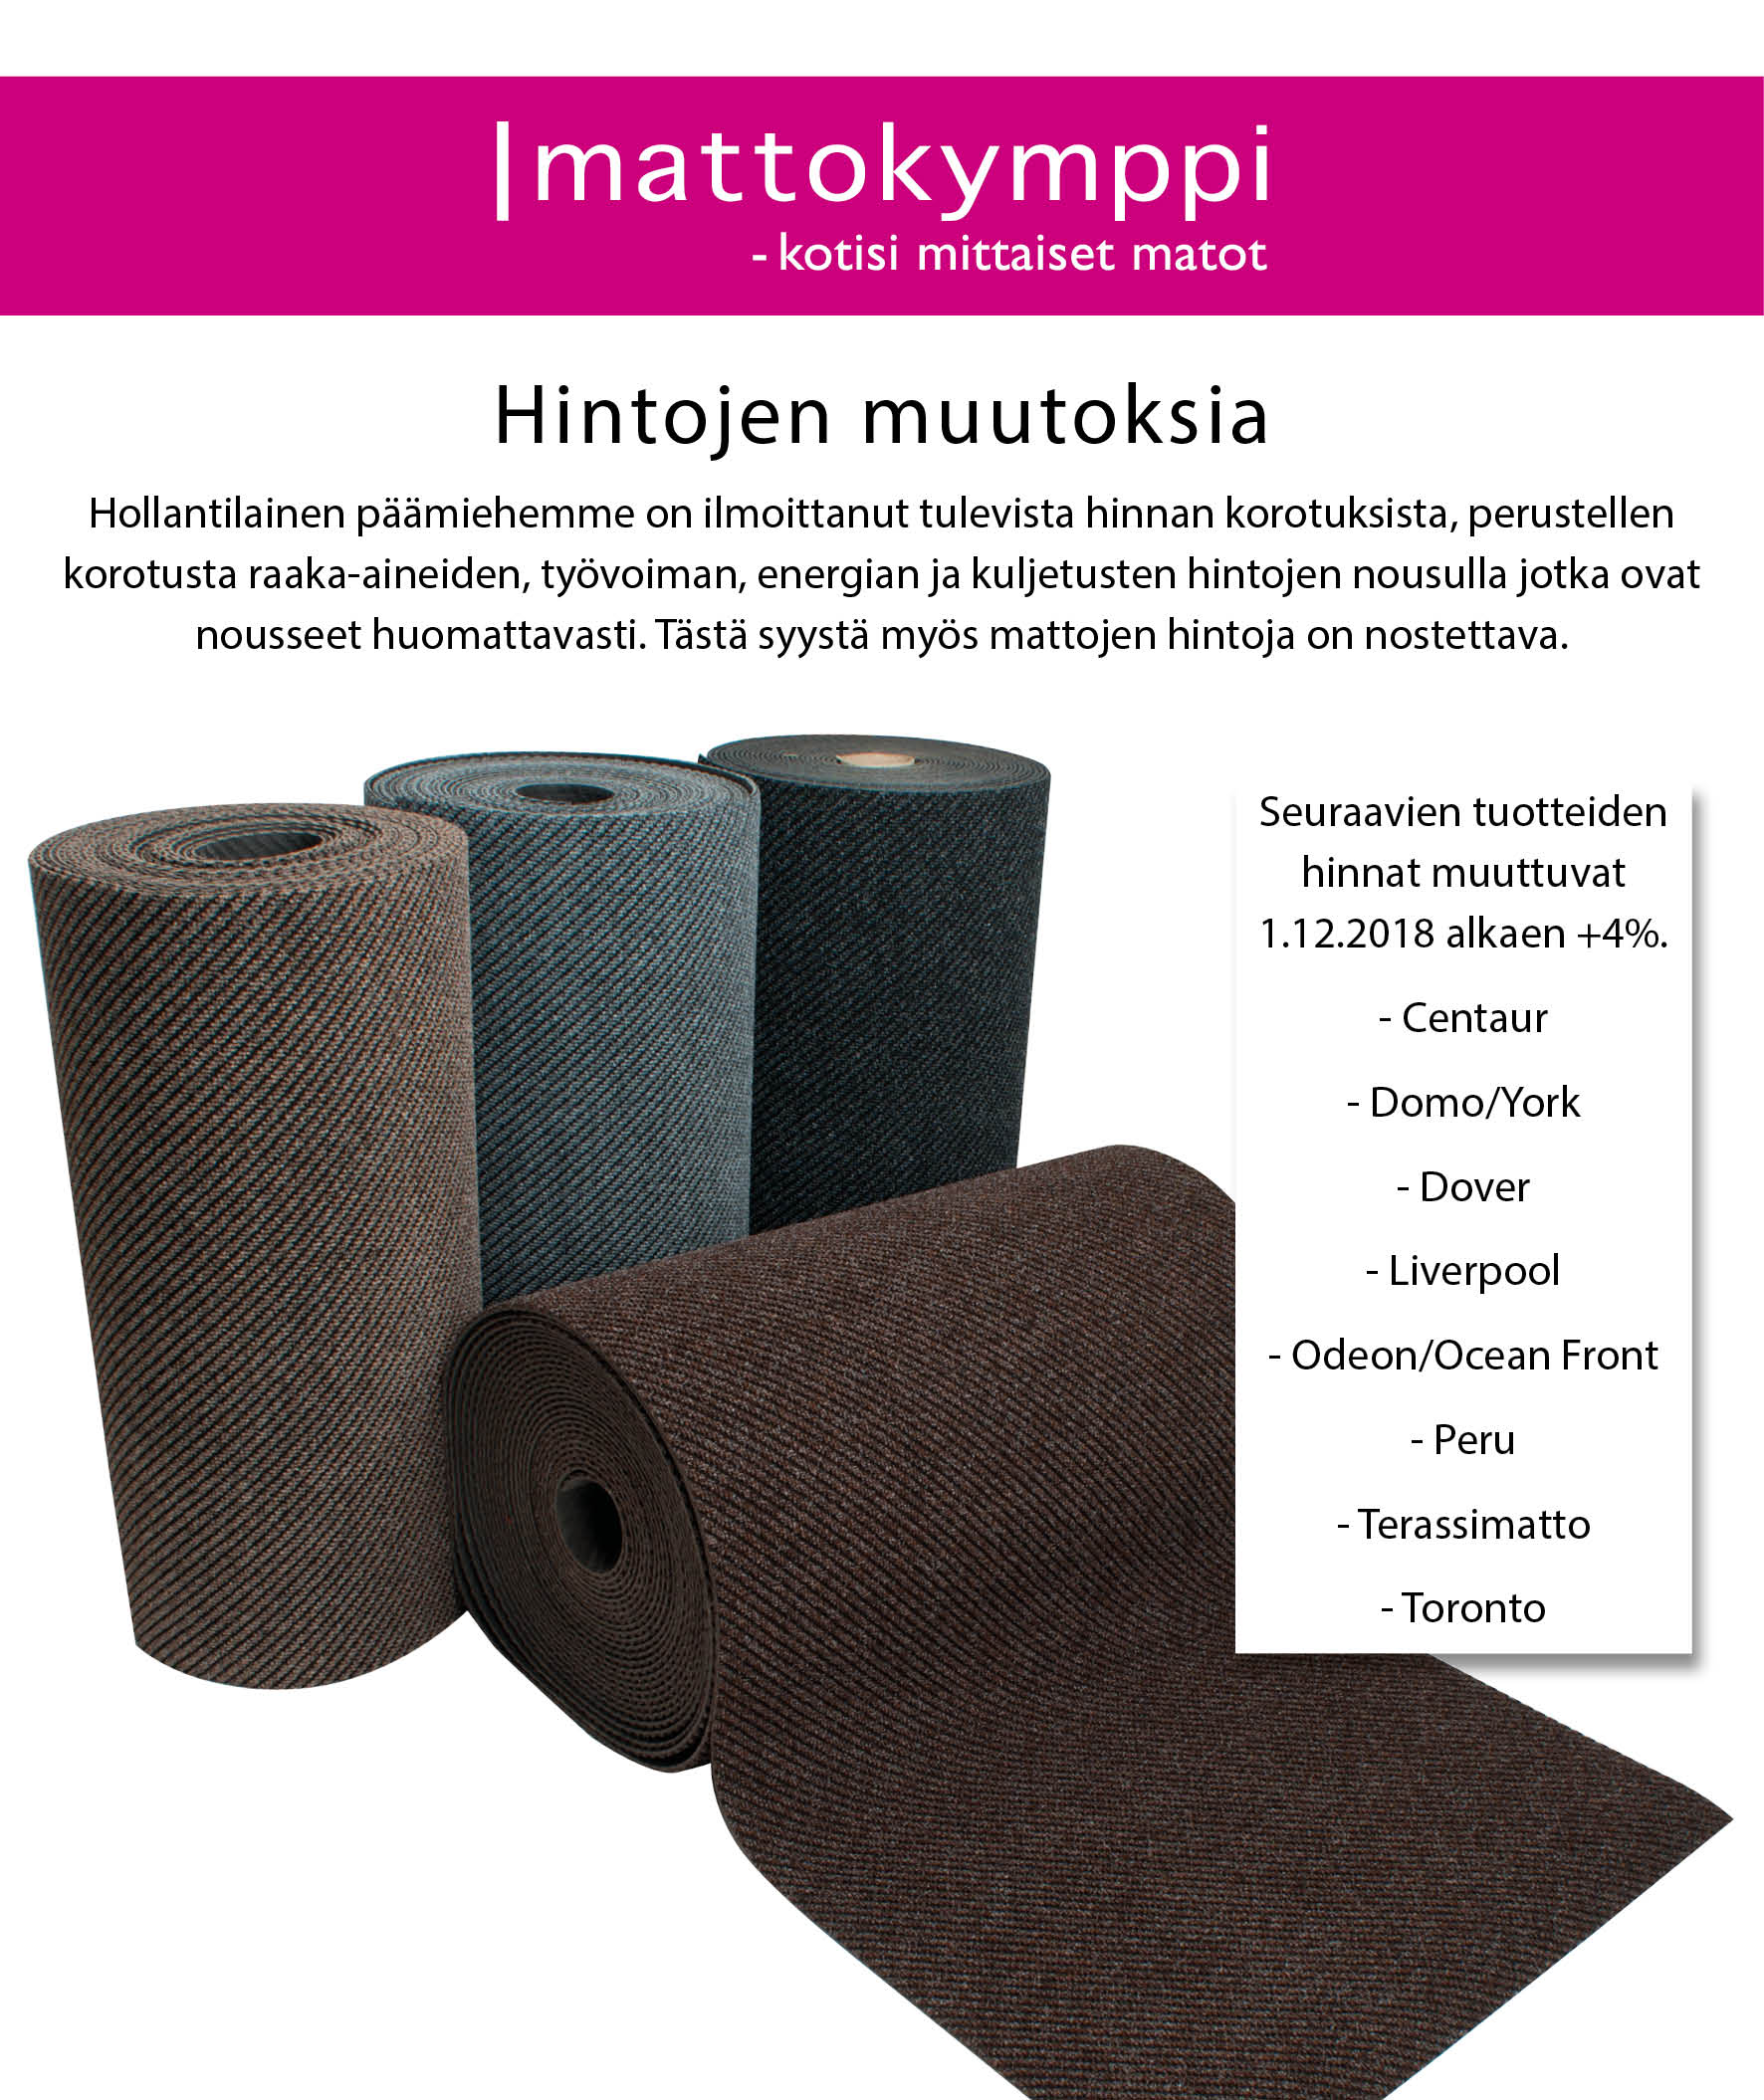 |mattokymppi
- kotisi mittaiset matot
Hintojen muutoksia
Hollantilainen päämiehemme on ilmoittanut tulevista hinnan korotuksista, perustellen
korotusta raaka-aineiden, työvoiman, energian ja kuljetusten hintojen nousulla jotka ovat
nousseet huomattavasti. Tästä syystä myös mattojen hintoja on nostettava.
Seuraavien tuotteiden
hinnat muuttuvat
1.12.2018 alkaen +4%.
- Centaur
- Domo/York
- Dover
- Liverpool
- Odeon/Ocean Front
- Peru
- Terassimatto
- Toronto